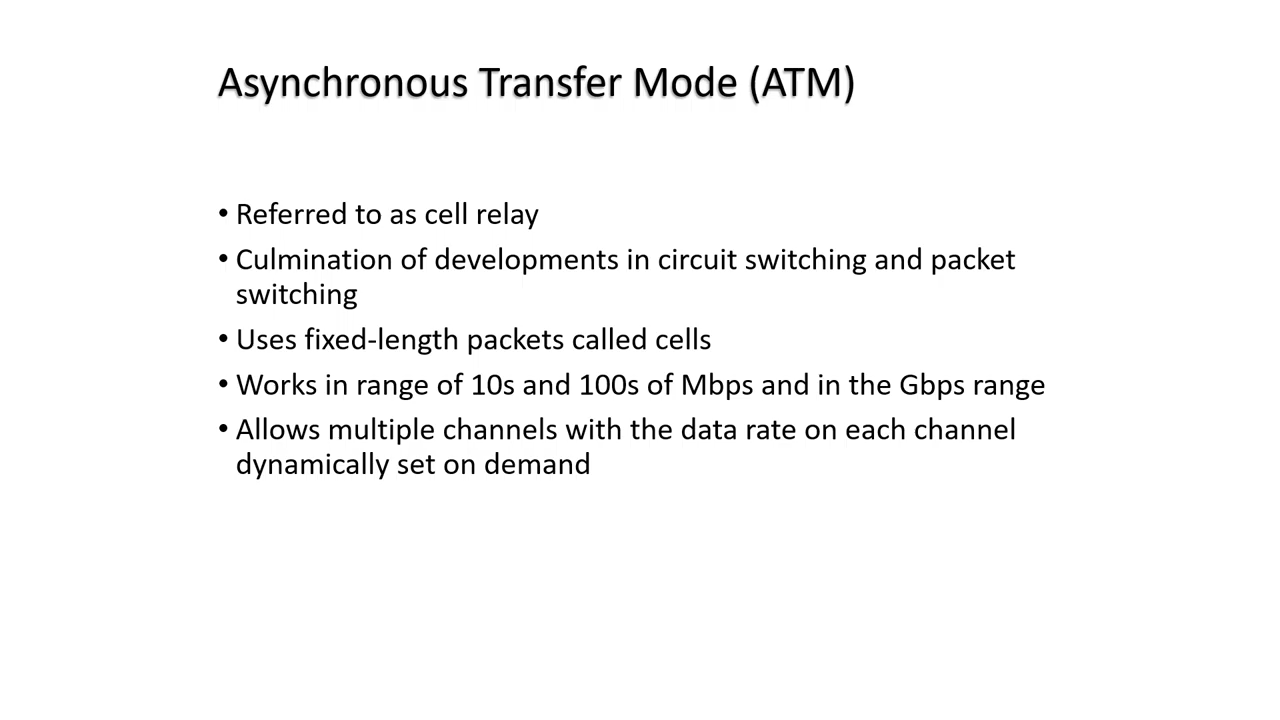 Asynchronous Transfer Mode (ATM)
• Referred to as cell relay
• Culmination of developments in circuit switching and packet
switching
• Uses fixed-length packets called cells
• Works in range of 10s and 100s of Mbps and in the Gbps range
• Allows multiple channels with the data rate on each channel
dynamically set on demand